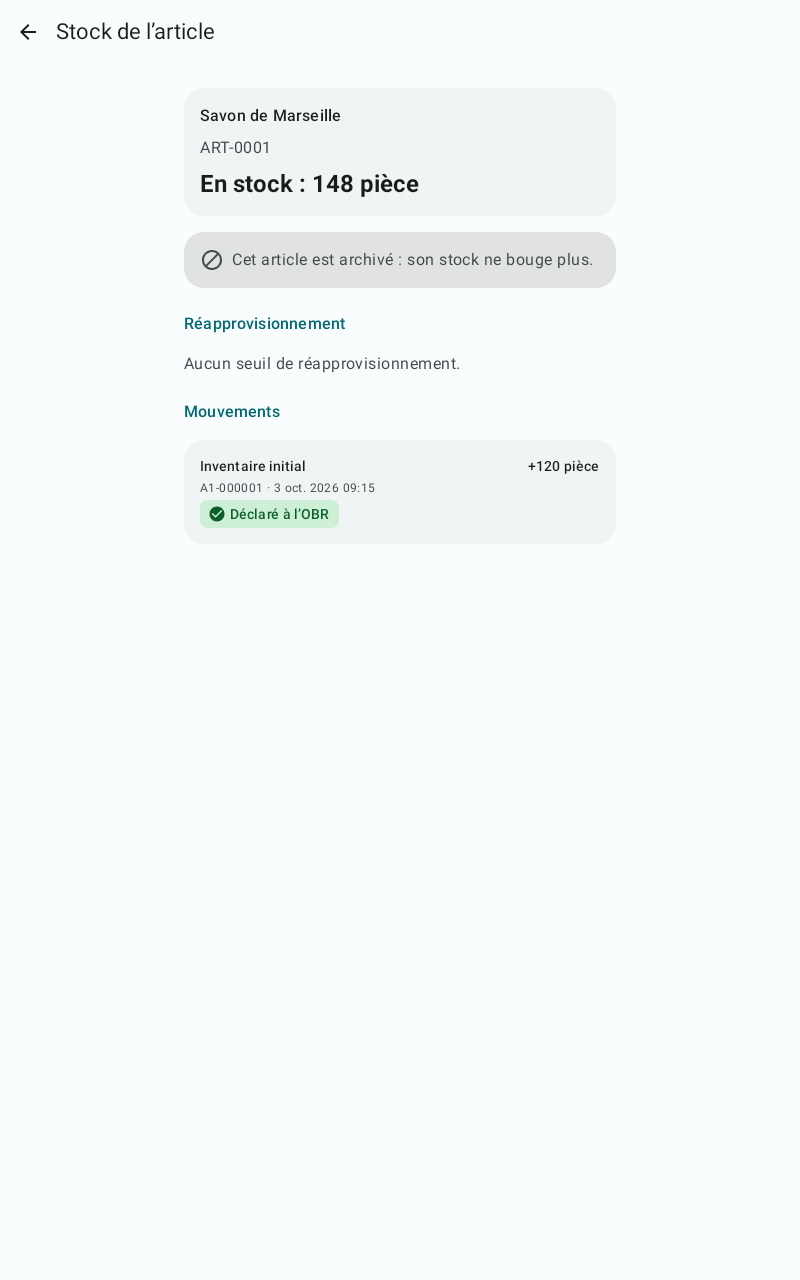 Stock de l’article
Savon de Marseille
ART-0001
En stock : 148 pièce
Cet article est archivé : son stock ne bouge plus.
Réapprovisionnement
Aucun seuil de réapprovisionnement.
Mouvements
Inventaire initial +120 pièce
A1-000001 · 3 oct. 2026 09:15
Déclaré à l’OBR